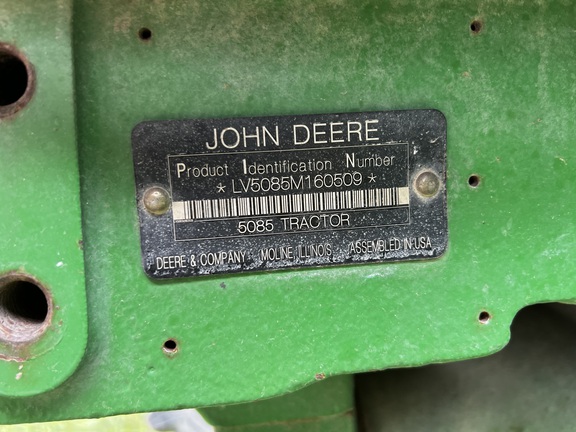 JOHN DEERE
Product Identification Number
* LV5085M160509 *
5085 TRACTOR
DEERE & COMPANY MOLINE ILLINOIS ASSEMBLED IN USA